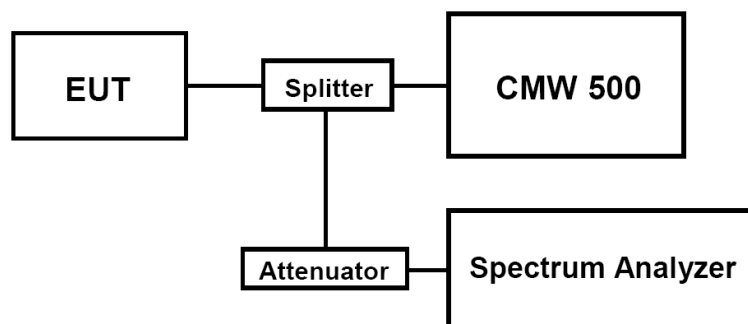 EUT
Splitter
CMW 500
Attenuator
Spectrum Analyzer